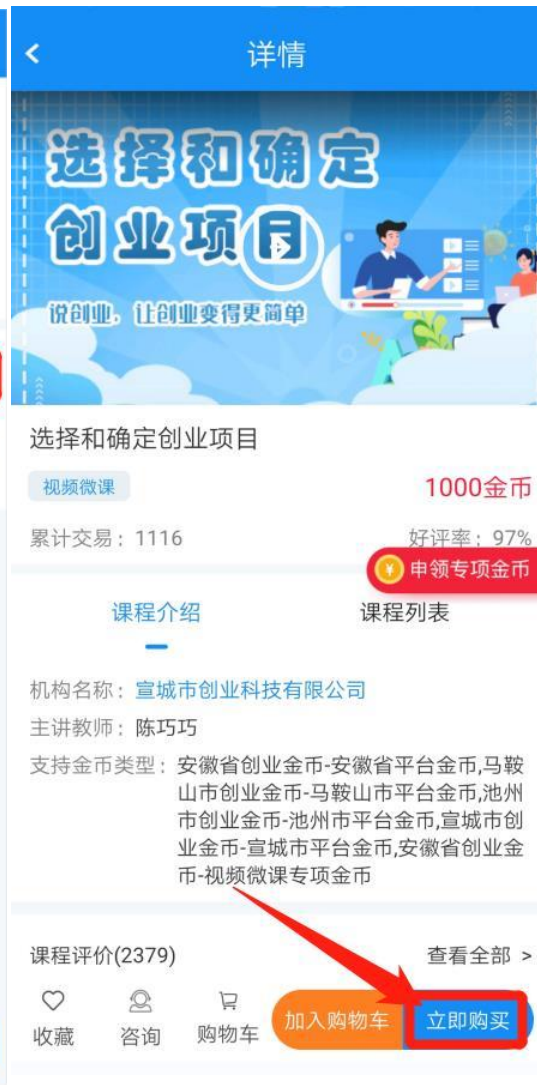 详情
选择和确定
创业项目
说创业，让创业变得更简单
选择和确定创业项目
视频微课
1000金币
累计交易：1116
好评率：97%
申领专项金币
课程介绍
课程列表
机构名称：宣城市创业科技有限公司
主讲教师：陈巧巧
支持金币类型：安徽省创业金币-安徽省平台金币,马鞍
山市创业金币-马鞍山市平台金币,池州
市创业金币-池州市平台金币,宣城市创
业金币-宣城市平台金币,安徽省创业金
币-视频微课专项金币
课程评价(2379)
查看全部 >
收藏
咨询
购物车
加入购物车
立即购买